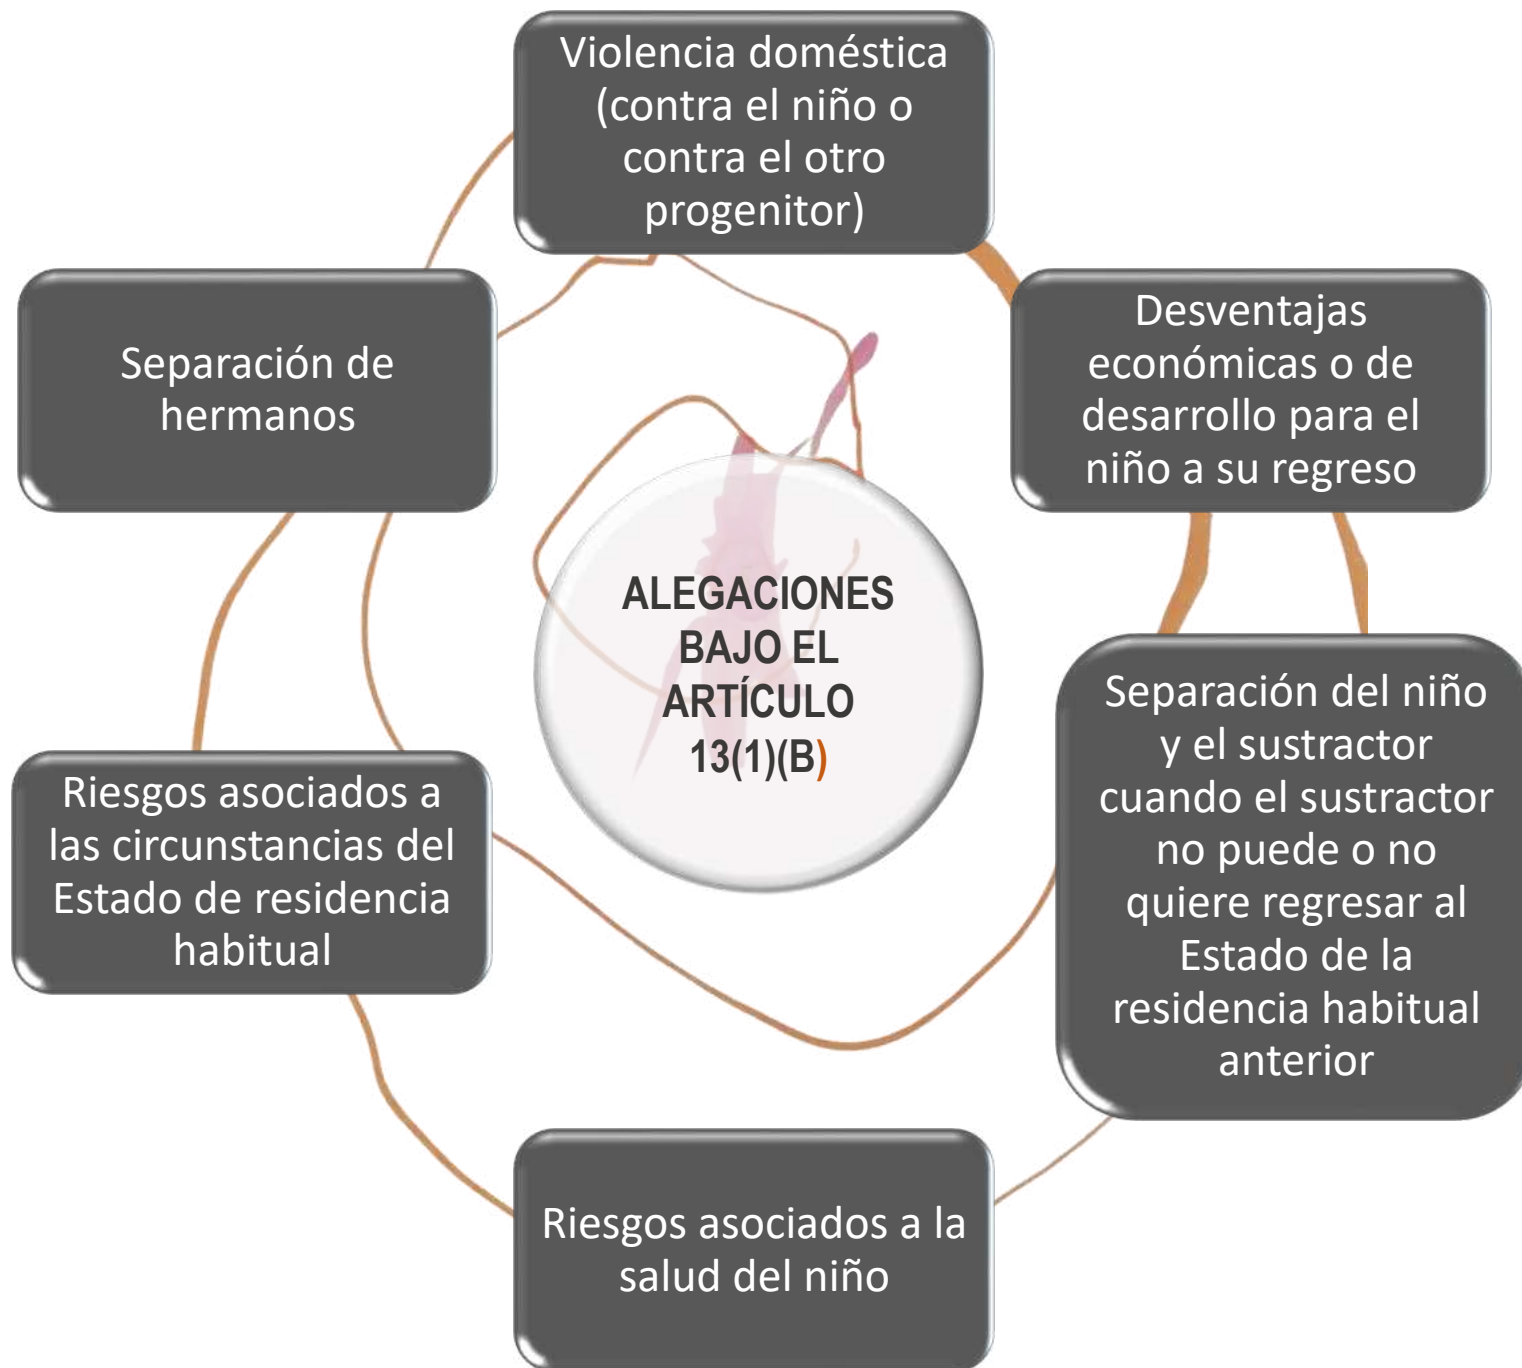 Violencia doméstica
(contra el niño o
contra el otro
progenitor)
Desventajas
económicas o de
desarrollo para el
niño a su regreso
Separación del niño
y el sustractor
cuando el sustractor
no puede o no
quiere regresar al
Estado de la
residencia habitual
anterior
Riesgos asociados a la
salud del niño
Riesgos asociados a
las circunstancias del
Estado de residencia
habitual
Separación de
hermanos
ALEGACIONES
BAJO EL
ARTÍCULO
13(1)(B)